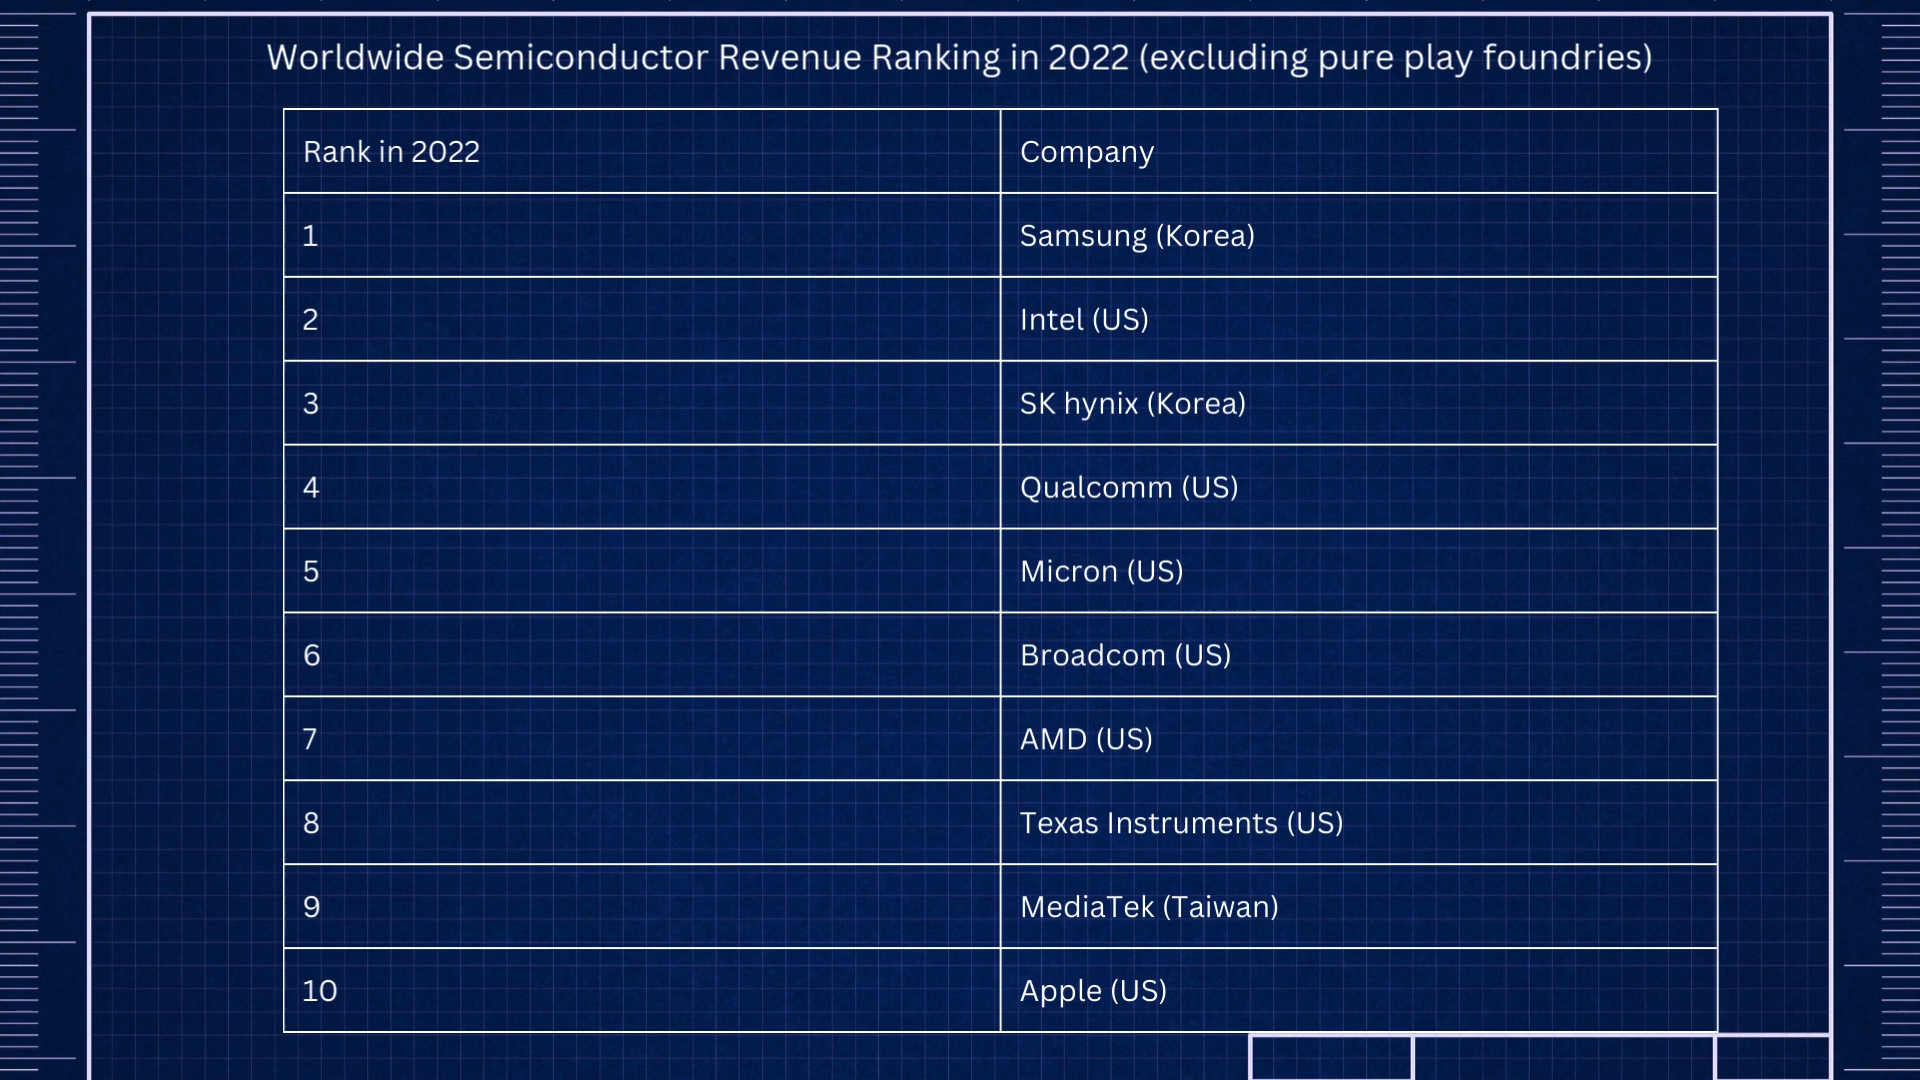 Worldwide Semiconductor Revenue Ranking in 2022 (excluding pure play foundries)
Rank in 2022 Company
1 Samsung (Korea)
2 Intel (US)
3 SK hynix (Korea)
4 Qualcomm (US)
5 Micron (US)
6 Broadcom (US)
7 AMD (US)
8 Texas Instruments (US)
9 MediaTek (Taiwan)
10 Apple (US)